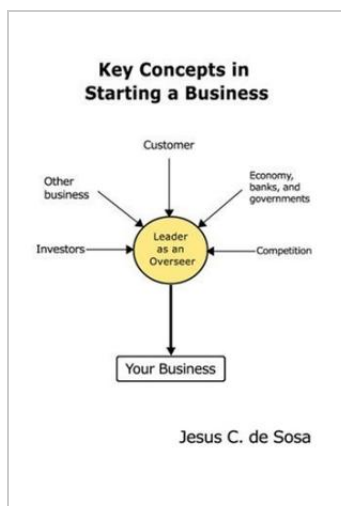 Key Concepts in
Starting a Business
Customer
Other
business
Economy,
banks, and
governments
Investors
Leader
as an
Overseer
Competition
Your Business
Jesus C. de Sosa